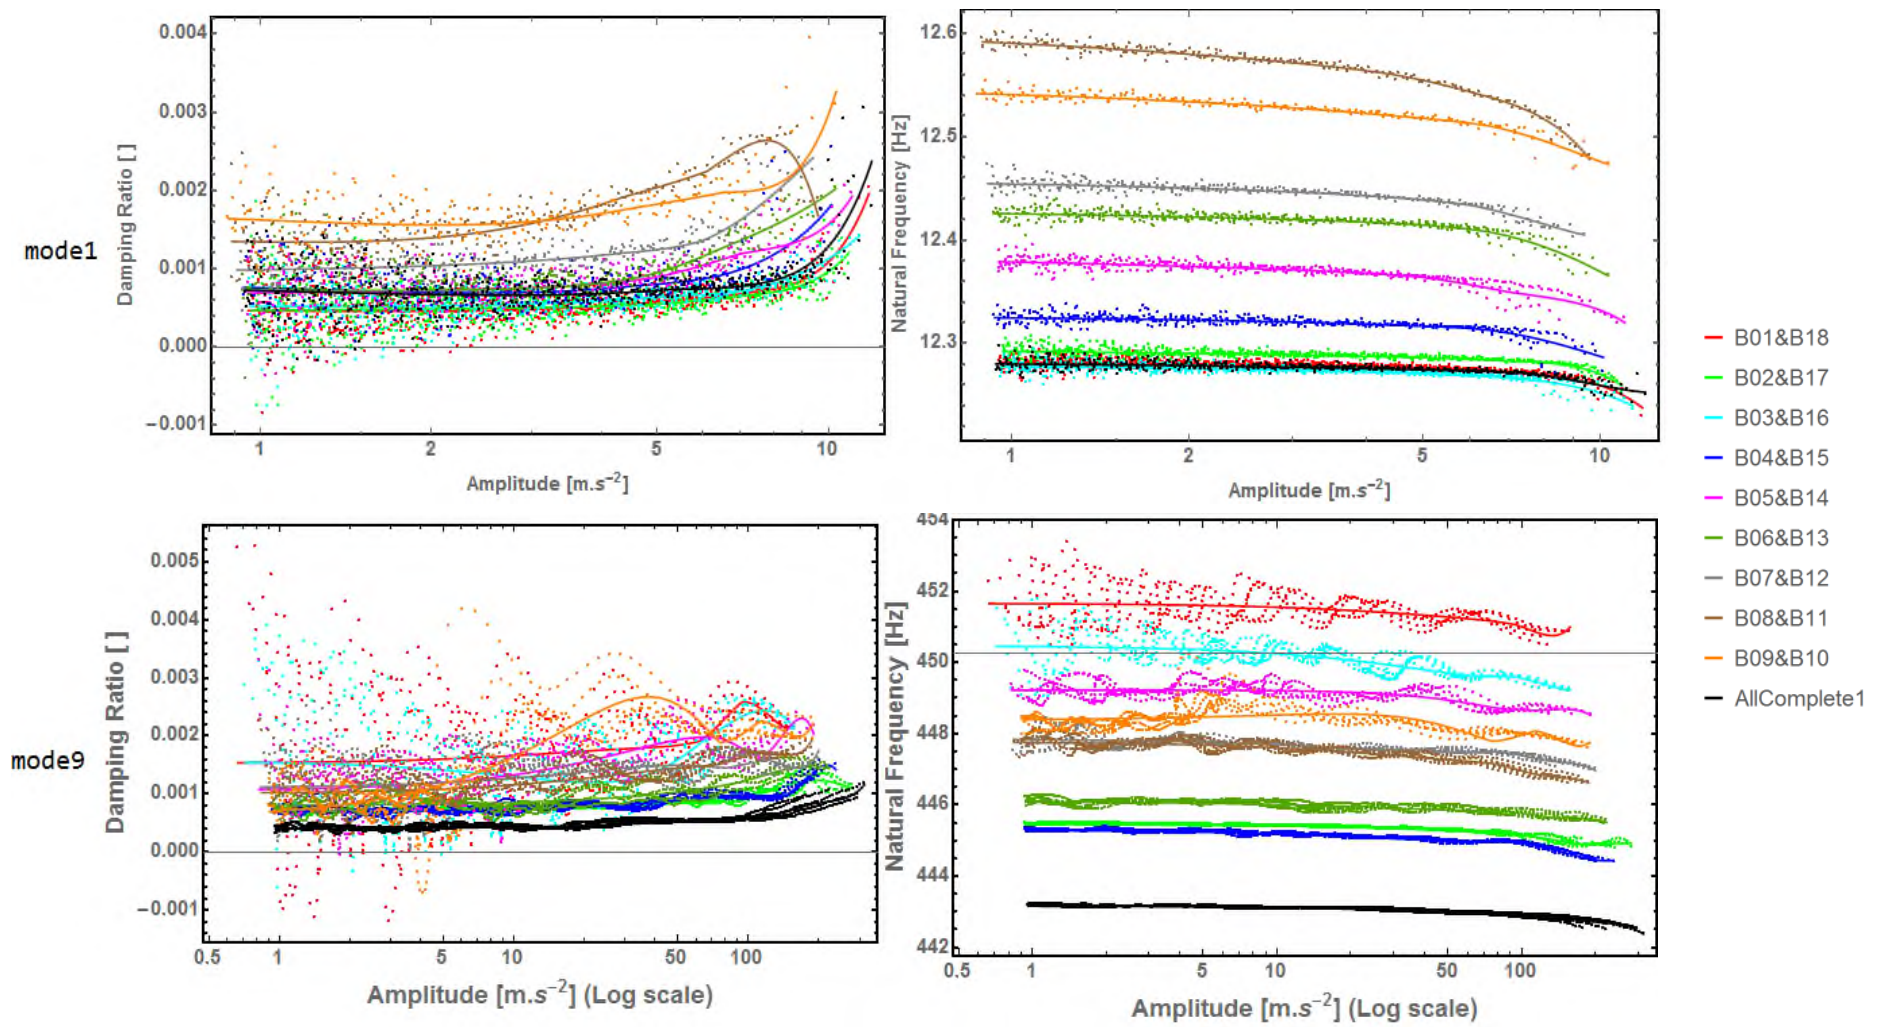 mode1
Damping Ratio [ ]
0.004
0.003
0.002
0.001
0.000
−0.001
1
2
5
10
Amplitude [m.s⁻²]
Natural Frequency [Hz]
12.6
12.5
12.4
12.3
1
2
5
10
Amplitude [m.s⁻²]
mode9
Damping Ratio [ ]
0.005
0.004
0.003
0.002
0.001
0.000
−0.001
0.5
1
5
10
50
100
Amplitude [m.s⁻²] (Log scale)
Natural Frequency [Hz]
454
452
450
448
446
444
442
0.5
1
5
10
50
100
Amplitude [m.s⁻²] (Log scale)
B01&B18
B02&B17
B03&B16
B04&B15
B05&B14
B06&B13
B07&B12
B08&B11
B09&B10
AllComplete1